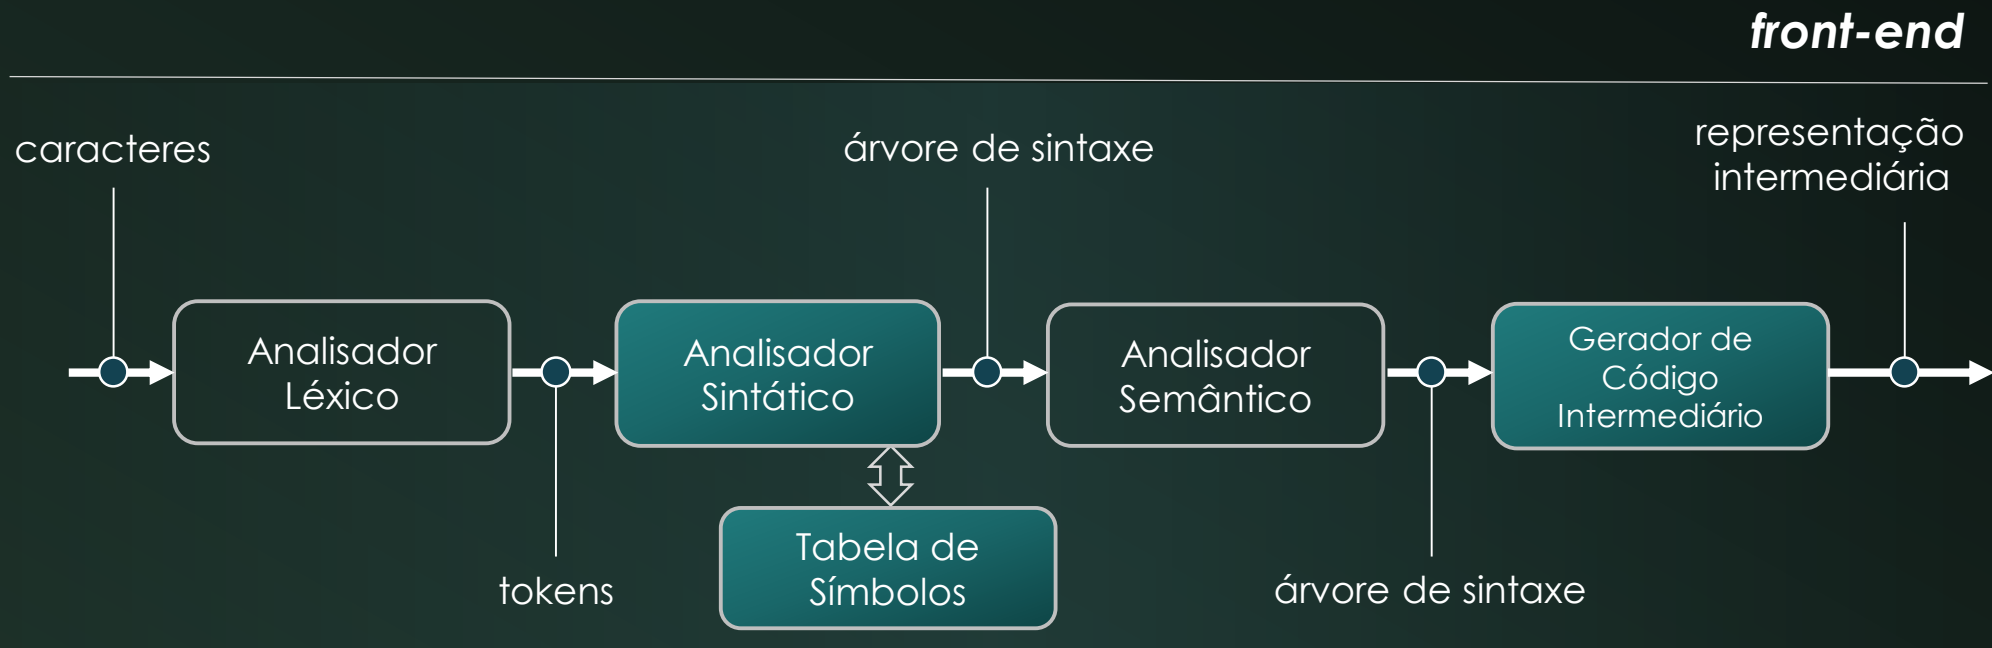 front-end
caracteres
árvore de sintaxe
representação
intermediária
Analisador
Léxico
Analisador
Sintático
Analisador
Semântico
Gerador de
Código
Intermediário
Tabela de
Símbolos
tokens
árvore de sintaxe